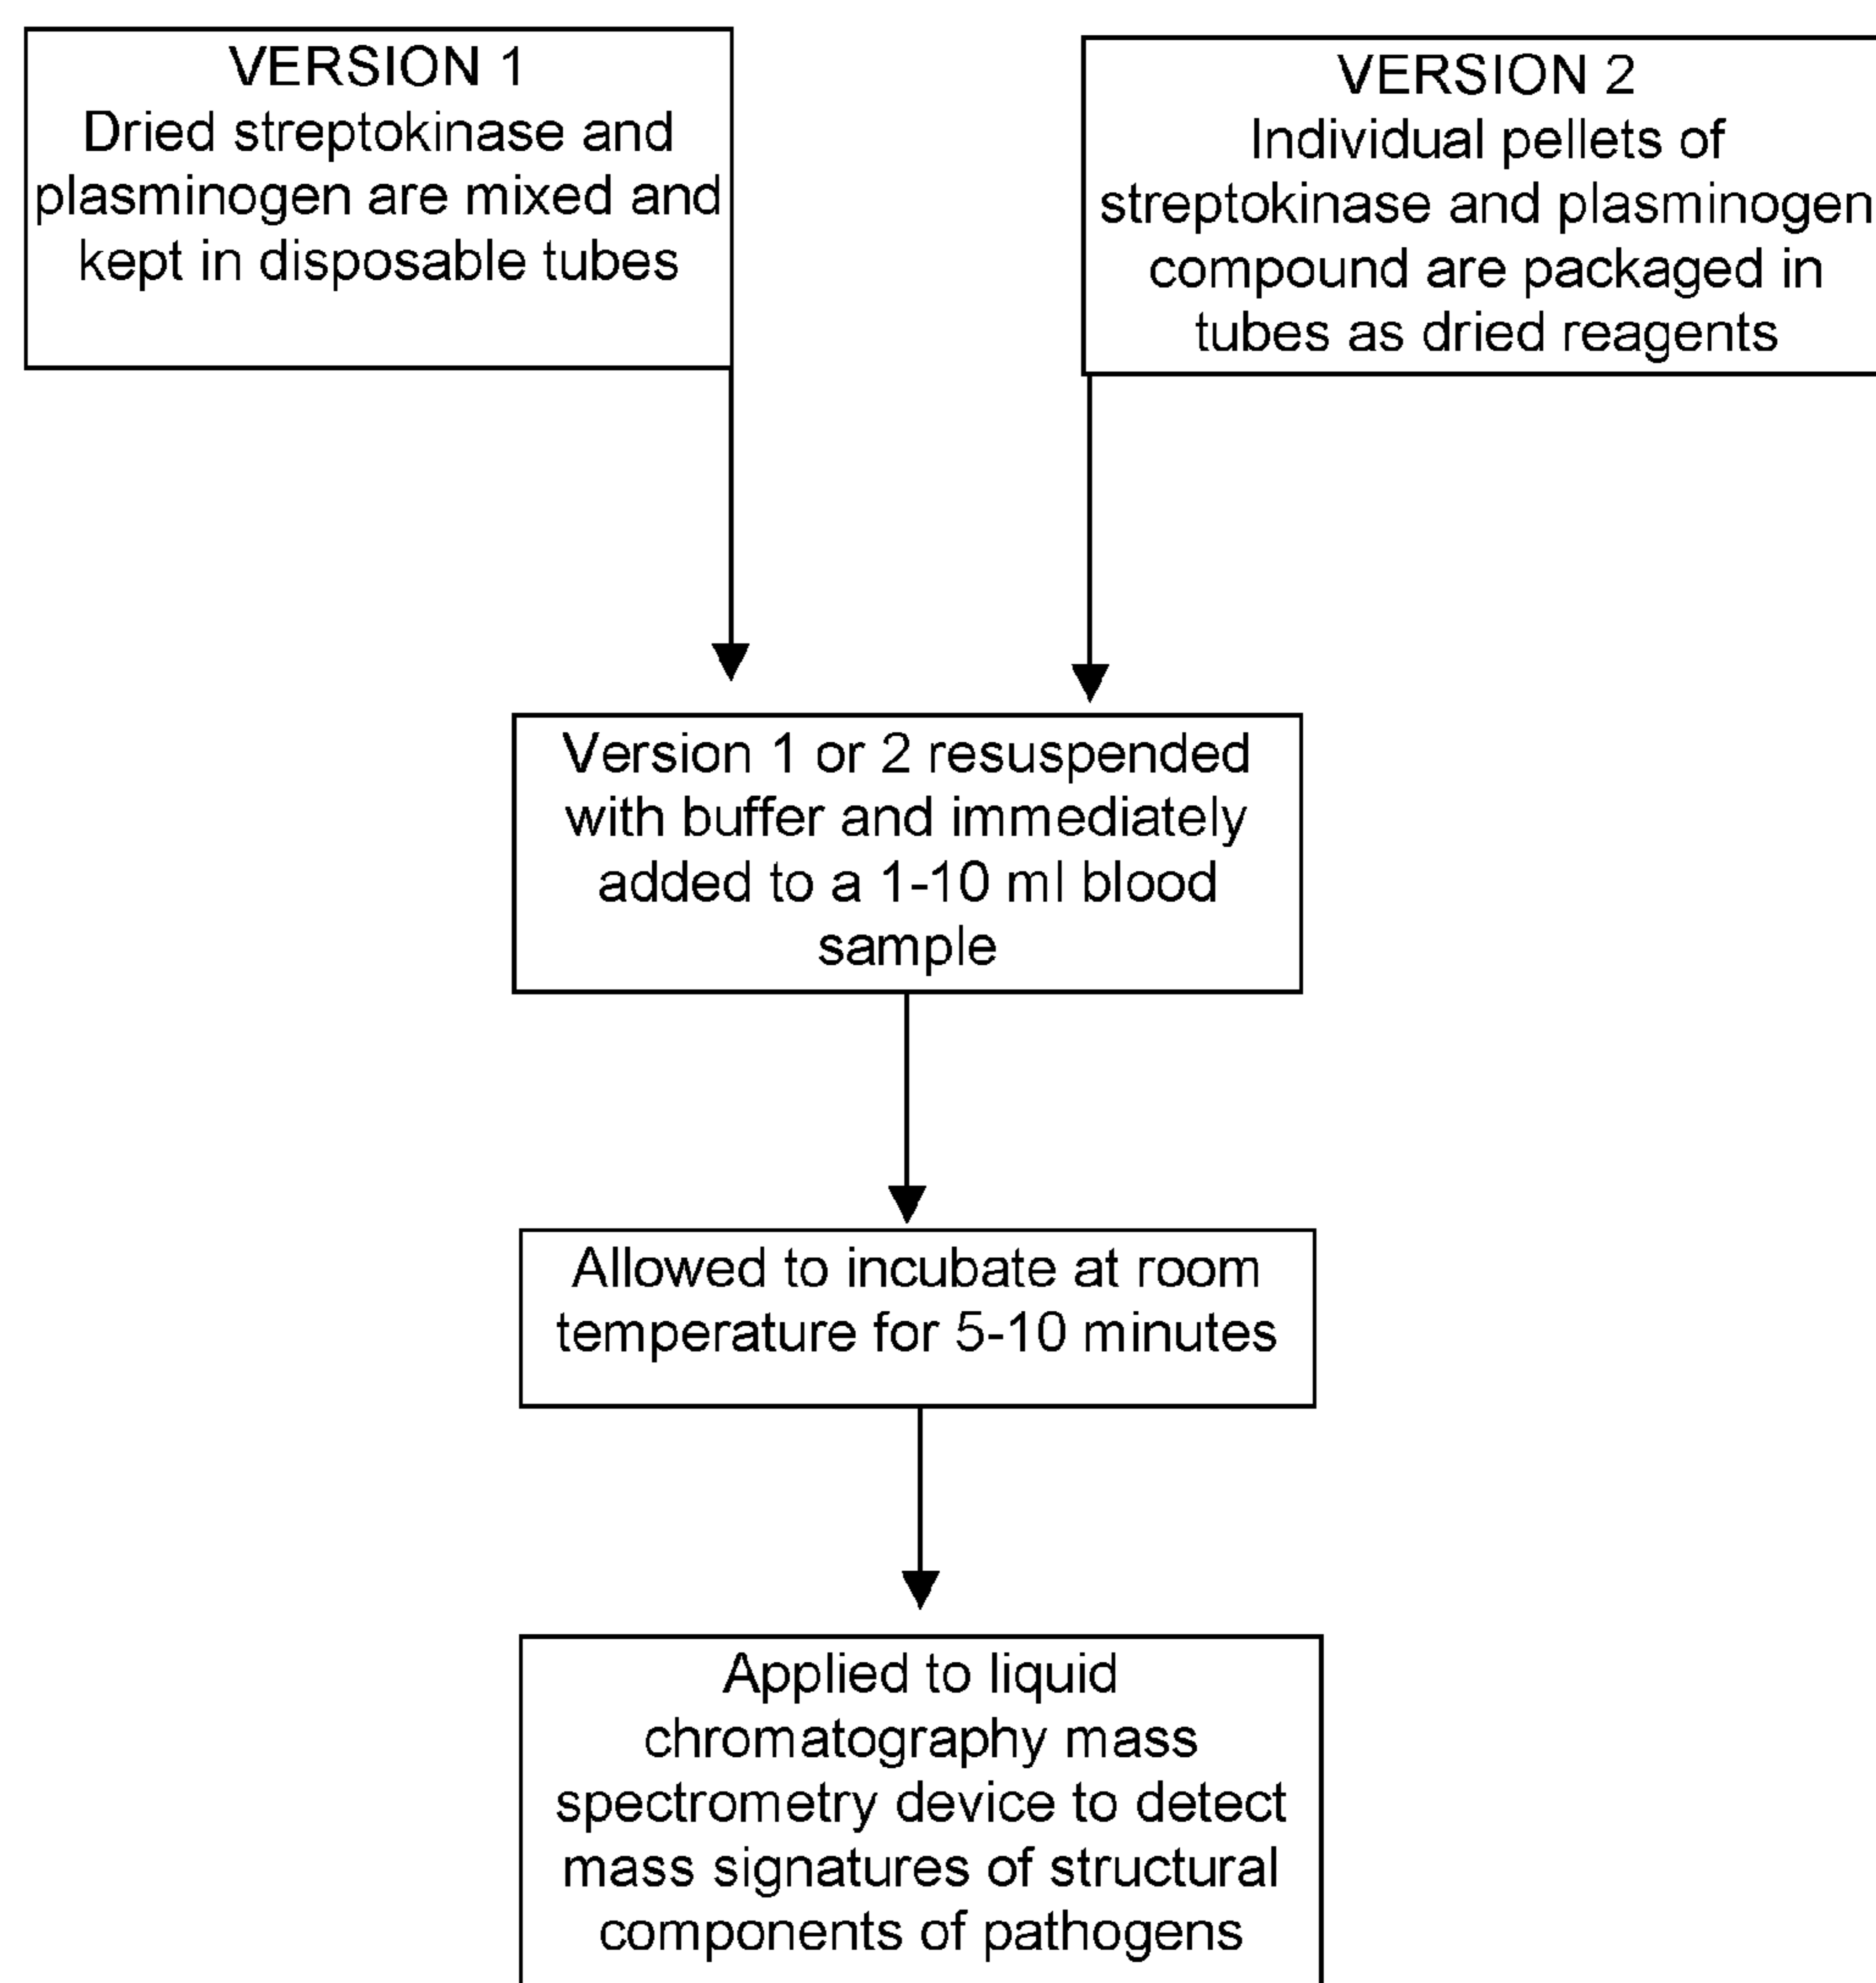 VERSION 1
Dried streptokinase and
plasminogen are mixed and
kept in disposable tubes
VERSION 2
Individual pellets of
streptokinase and plasminogen
compound are packaged in
tubes as dried reagents
Version 1 or 2 resuspended
with buffer and immediately
added to a 1-10 ml blood
sample
Allowed to incubate at room
temperature for 5-10 minutes
Applied to liquid
chromatography mass
spectrometry device to detect
mass signatures of structural
components of pathogens